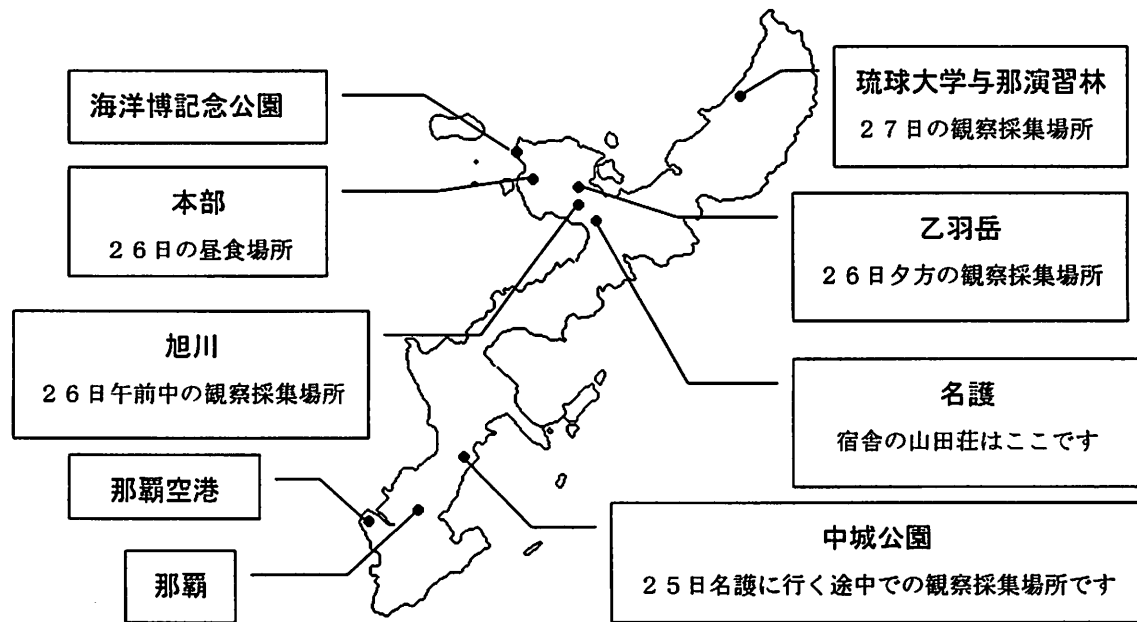 海洋博記念公園
本部
２６日の昼食場所
旭川
２６日午前中の観察採集場所
那覇空港
那覇
琉球大学与那演習林
２７日の観察採集場所
乙羽岳
２６日夕方の観察採集場所
名護
宿舎の山田荘はここです
中城公園
２５日名護に行く途中での観察採集場所です